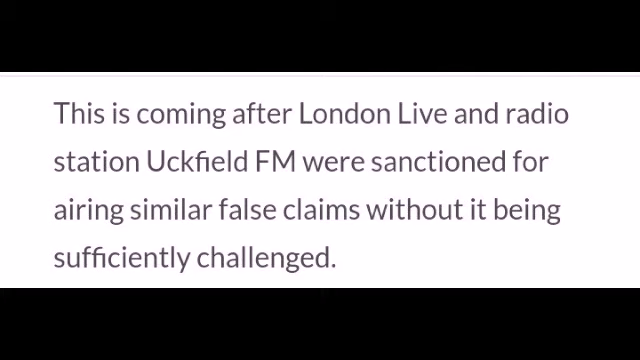 This is coming after London Live and radio
station Uckfield FM were sanctioned for
airing similar false claims without it being
sufficiently challenged.